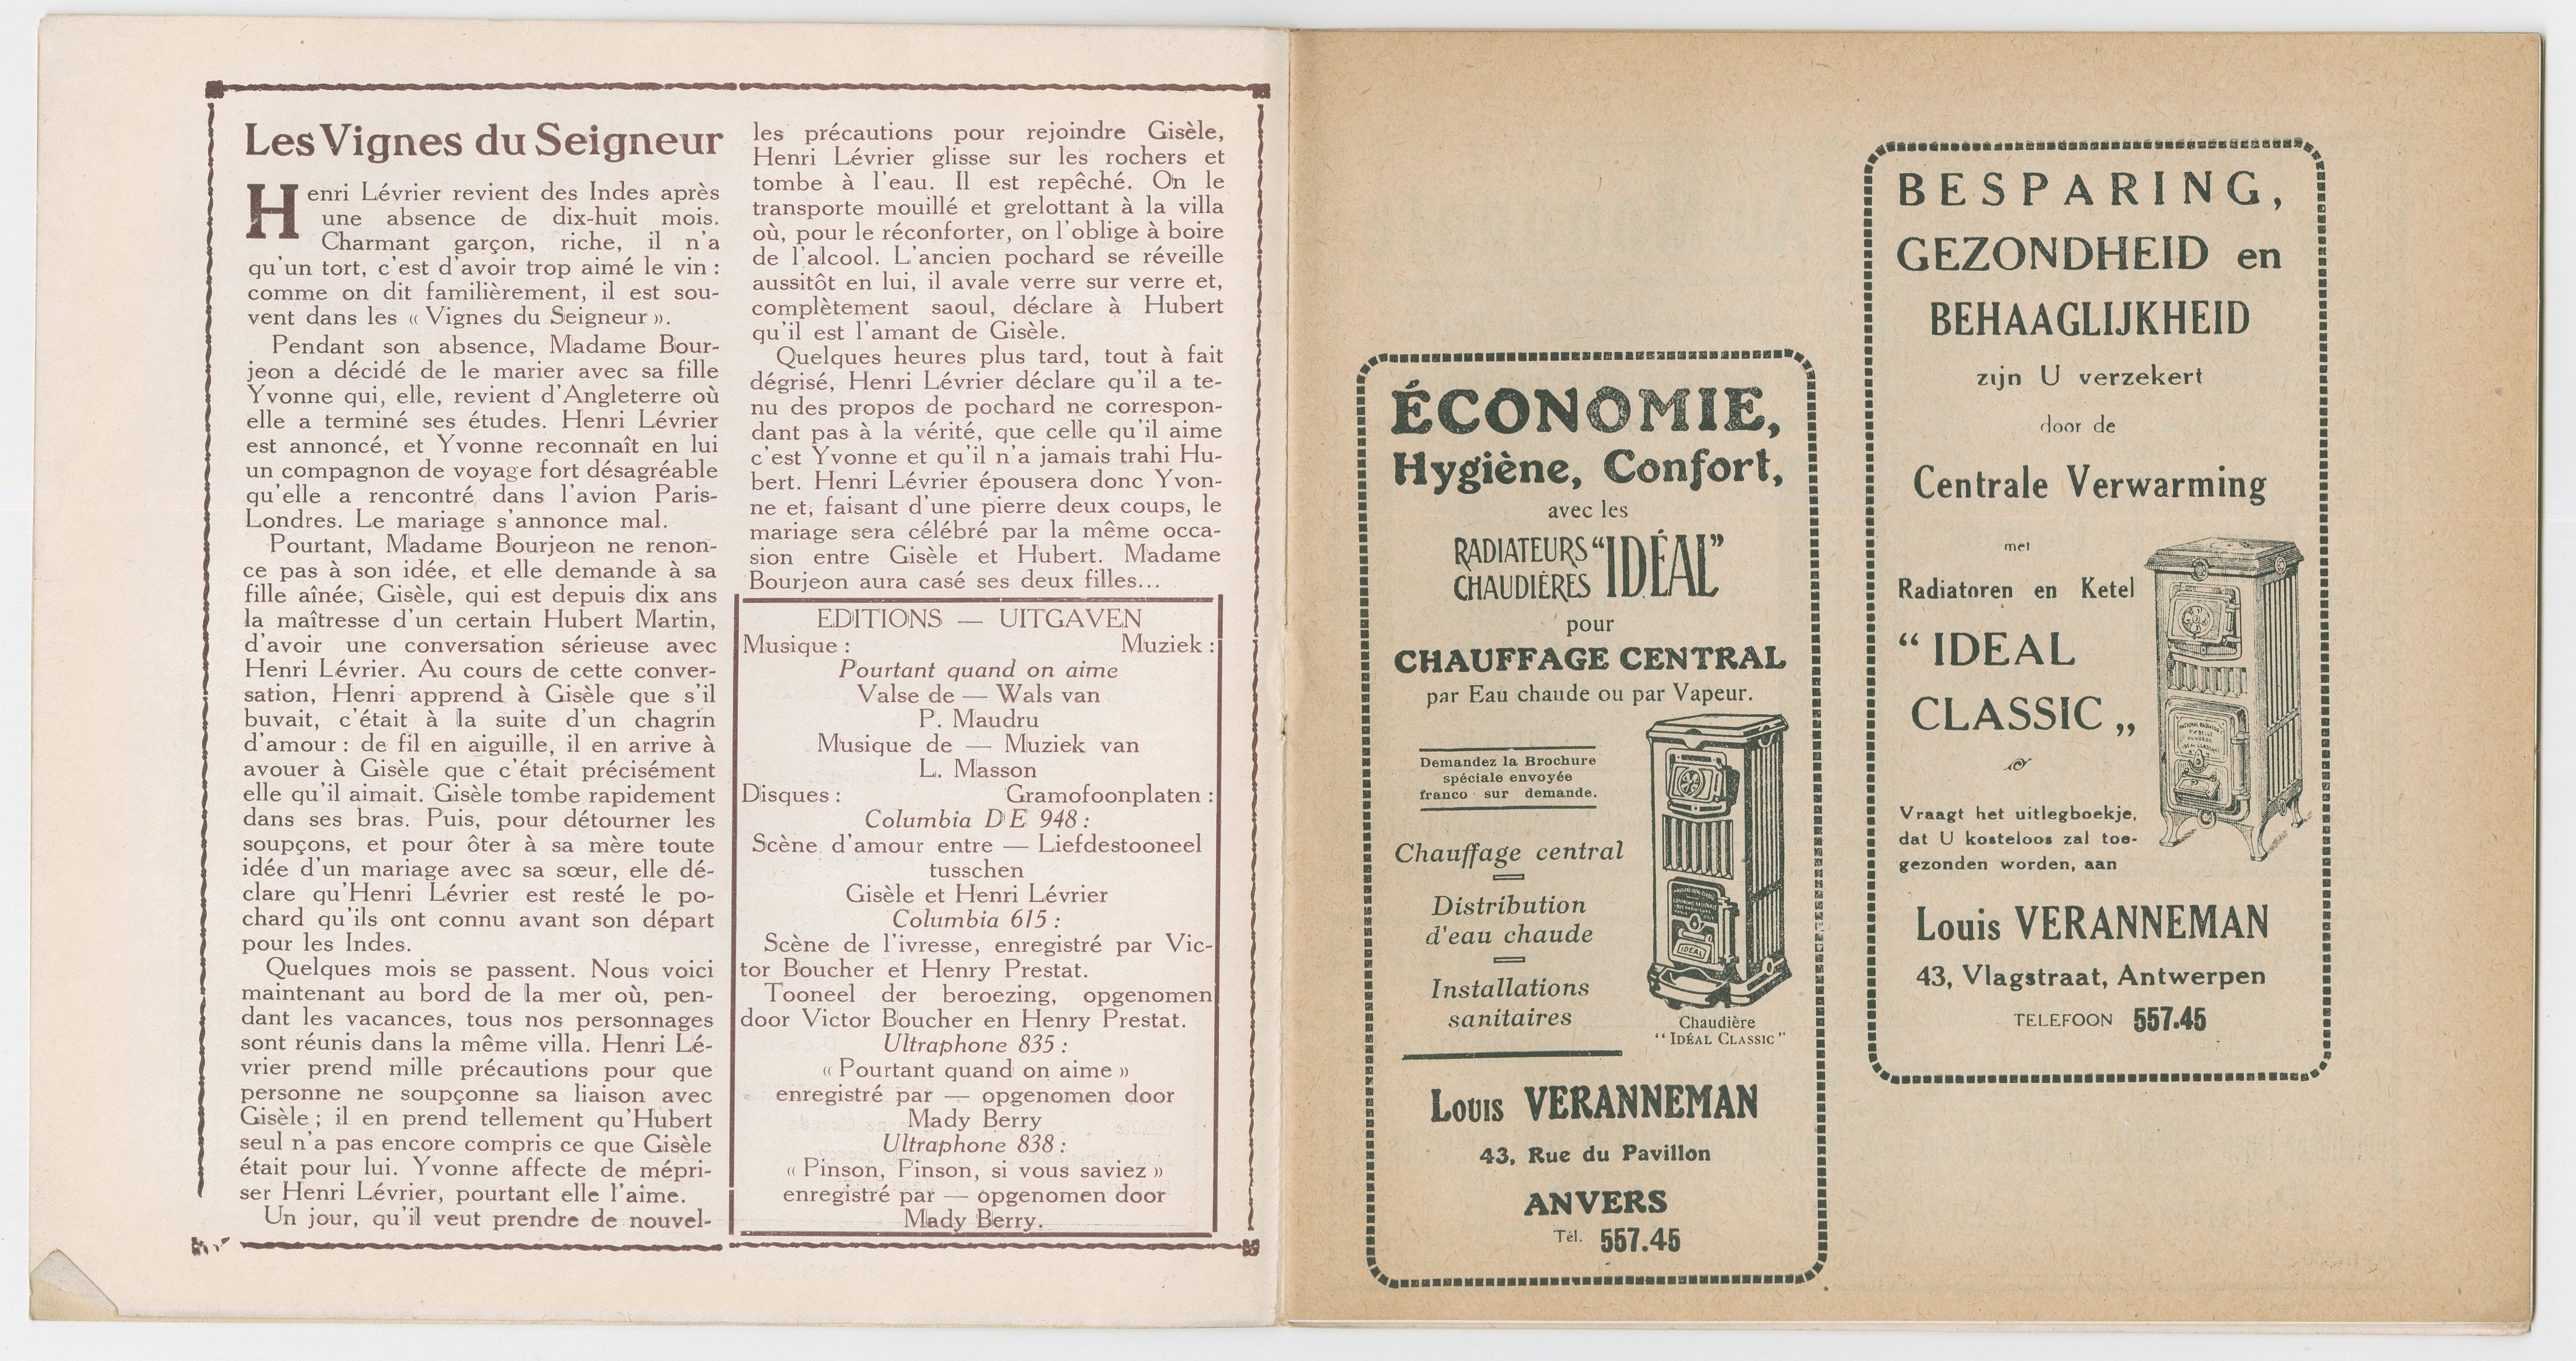 Les Vignes du Seigneur
Henri Lévrier revient des Indes après
une absence de dix-huit mois.
Charmant garçon, riche, il n'a
qu'un tort, c'est d'avoir trop aimé le vin :
comme on dit familièrement, il est sou-
vent dans les « Vignes du Seigneur ».
Pendant son absence, Madame Bour-
jeon a décidé de le marier avec sa fille
Yvonne qui, elle, revient d'Angleterre où
elle a terminé ses études. Henri Lévrier
est annoncé, et Yvonne reconnaît en lui
un compagnon de voyage fort désagréable
qu'elle a rencontré dans l'avion Paris-
Londres. Le mariage s'annonce mal.
Pourtant, Madame Bourjeon ne renon-
ce pas à son idée, et elle demande à sa
fille aînée, Gisèle, qui est depuis dix ans
la maîtresse d'un certain Hubert Martin,
d'avoir une conversation sérieuse avec
Henri Lévrier. Au cours de cette conver-
sation, Henri apprend à Gisèle que s'il
buvait, c'était à la suite d'un chagrin
d'amour : de fil en aiguille, il en arrive à
avouer à Gisèle que c'était précisément
elle qu'il aimait. Gisèle tombe rapidement
dans ses bras. Puis, pour détourner les
soupçons, et pour ôter à sa mère toute
idée d'un mariage avec sa sœur, elle dé-
clare qu'Henri Lévrier est resté le po-
chard qu'ils ont connu avant son départ
pour les Indes.
Quelques mois se passent. Nous voici
maintenant au bord de la mer où, pen-
dant les vacances, tous nos personnages
sont réunis dans la même villa. Henri Lé-
vrier prend mille précautions pour que
personne ne soupçonne sa liaison avec
Gisèle ; il en prend tellement qu'Hubert
seul n'a pas encore compris ce que Gisèle
était pour lui. Yvonne affecte de mépri-
ser Henri Lévrier, pourtant elle l'aime.
Un jour, qu'il veut prendre de nouvel-
les précautions pour rejoindre Gisèle,
Henri Lévrier glisse sur les rochers et
tombe à l'eau. Il est repêché. On le
transporte mouillé et grelottant à la villa
où, pour le réconforter, on l'oblige à boire
de l'alcool. L'ancien pochard se réveille
aussitôt en lui, il avale verre sur verre et,
complètement saoul, déclare à Hubert
qu'il est l'amant de Gisèle.
Quelques heures plus tard, tout à fait
dégrisé, Henri Lévrier déclare qu'il a te-
nu des propos de pochard ne correspon-
dant pas à la vérité, que celle qu'il aime
c'est Yvonne et qu'il n'a jamais trahi Hu-
bert. Henri Lévrier épousera donc Yvon-
ne et, faisant d'une pierre deux coups, le
mariage sera célébré par la même occa-
sion entre Gisèle et Hubert. Madame
Bourjeon aura casé ses deux filles...
EDITIONS — UITGAVEN
Musique : Muziek :
Pourtant quand on aime
Valse de — Wals van
P. Maudru
Musique de — Muziek van
L. Masson
Disques : Gramofoonplaten :
Columbia DE 948 :
Scène d'amour entre — Liefdestooneel
tusschen
Gisèle et Henri Lévrier
Columbia 615 :
Scène de l'ivresse, enregistré par Vic-
tor Boucher et Henry Prestat.
Tooneel der beroezing, opgenomen
door Victor Boucher en Henry Prestat.
Ultraphone 835 :
« Pourtant quand on aime »
enregistré par — opgenomen door
Mady Berry
Ultraphone 838 :
« Pinson, Pinson, si vous saviez »
enregistré par — opgenomen door
Mady Berry.
ÉCONOMIE,
Hygiène, Confort,
avec les
RADIATEURS
CHAUDIÈRES
"IDÉAL"
pour
CHAUFFAGE CENTRAL
par Eau chaude ou par Vapeur.
Demandez la Brochure
spéciale envoyée
franco sur demande.
Chauffage central
Distribution
d'eau chaude
Installations
sanitaires
IDEAL
Chaudière
"IDÉAL CLASSIC"
Louis VERANNEMAN
43, Rue du Pavillon
ANVERS
Tél. 557.45
BESPARING,
GEZONDHEID en
BEHAAGLIJKHEID
zijn U verzekert
door de
Centrale Verwarming
met
Radiatoren en Ketel
" IDEAL
CLASSIC „
Vraagt het uitlegboekje,
dat U kosteloos zal toe-
gezonden worden, aan
Louis VERANNEMAN
43, Vlagstraat, Antwerpen
TELEFOON 557.45